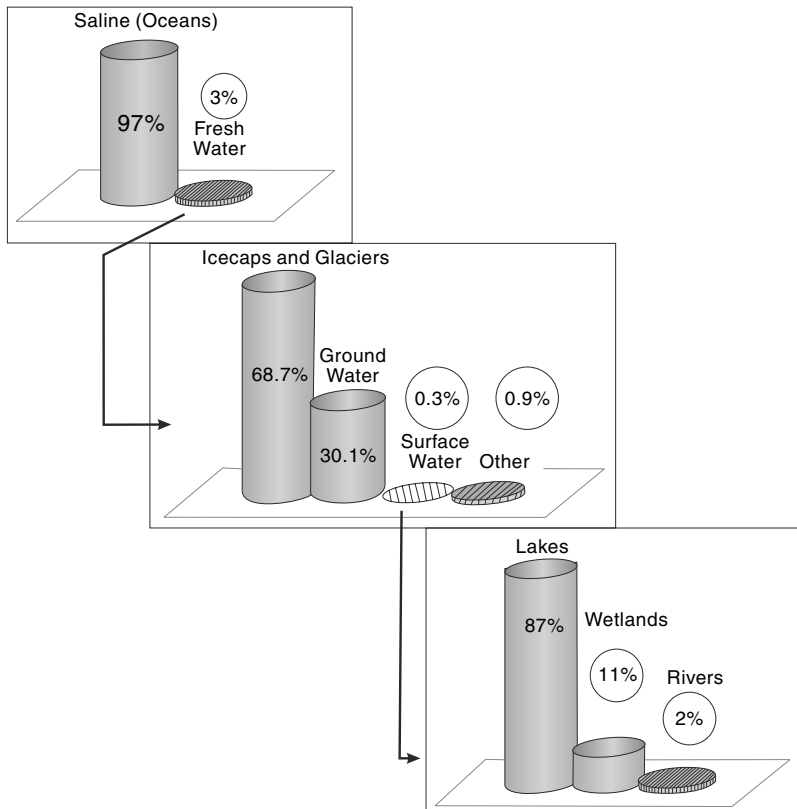 Saline (Oceans)
97%
3%
Fresh
Water
Icecaps and Glaciers
68.7%
Ground
Water
30.1%
0.3%
Surface
Water
0.9%
Other
Lakes
87%
Wetlands
11%
Rivers
2%